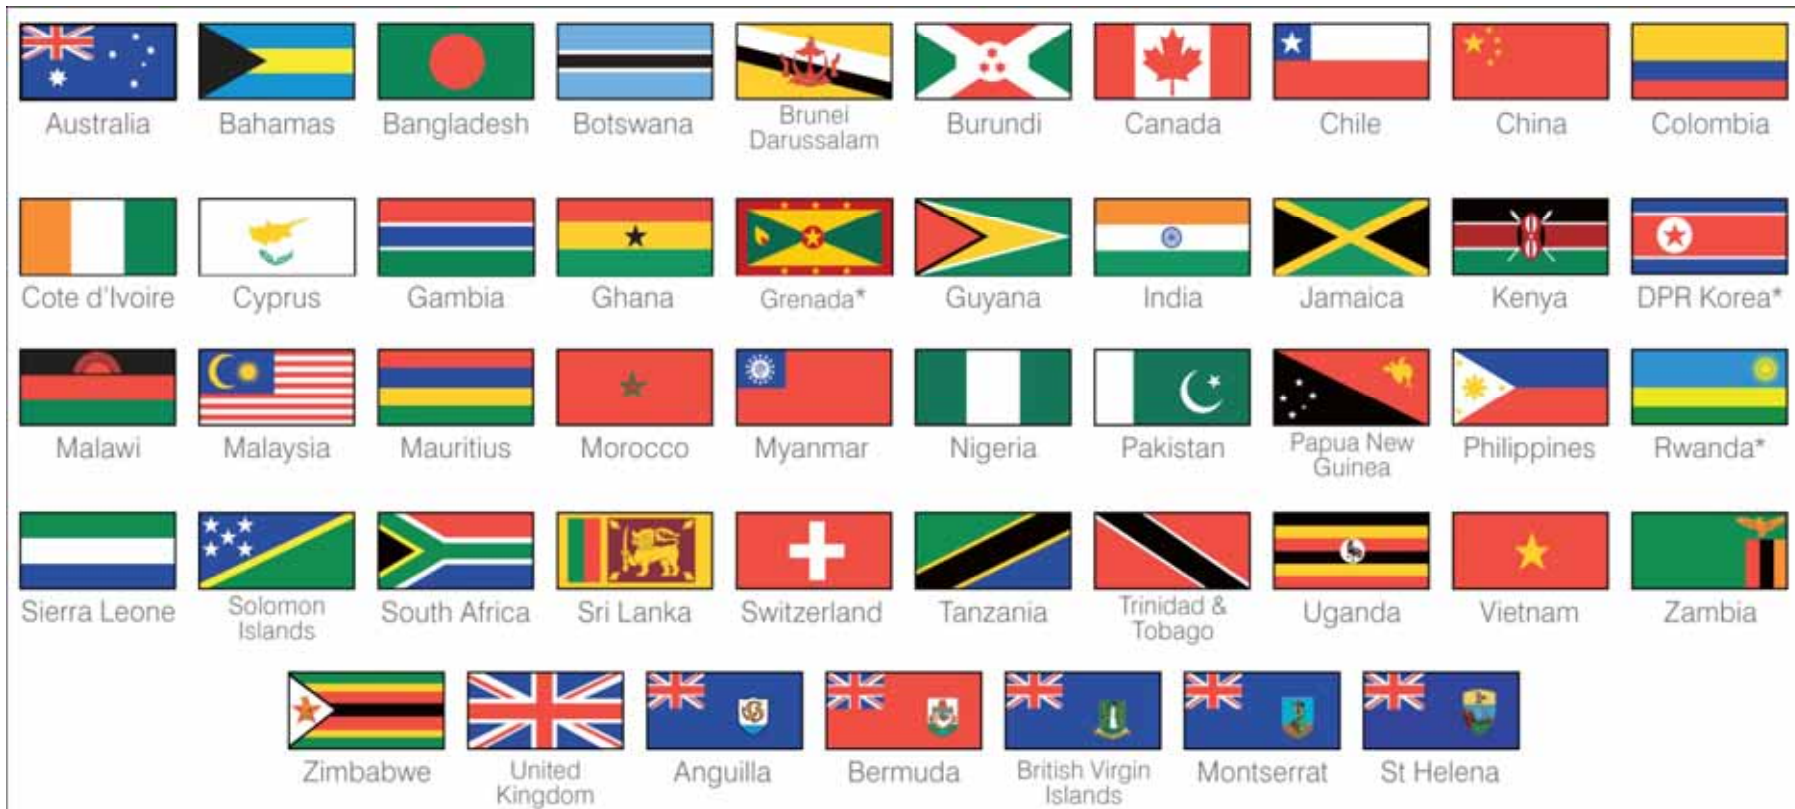 Australia
Bahamas
Bangladesh
Botswana
Brunei
Darussalam
Burundi
Canada
Chile
China
Colombia
Cote d'Ivoire
Cyprus
Gambia
Ghana
Grenada*
Guyana
India
Jamaica
Kenya
DPR Korea*
Malawi
Malaysia
Mauritius
Morocco
Myanmar
Nigeria
Pakistan
Papua New
Guinea
Philippines
Rwanda*
Sierra Leone
Solomon
Islands
South Africa
Sri Lanka
Switzerland
Tanzania
Trinidad &
Tobago
Uganda
Vietnam
Zambia
Zimbabwe
United
Kingdom
Anguilla
Bermuda
British Virgin
Islands
Montserrat
St Helena